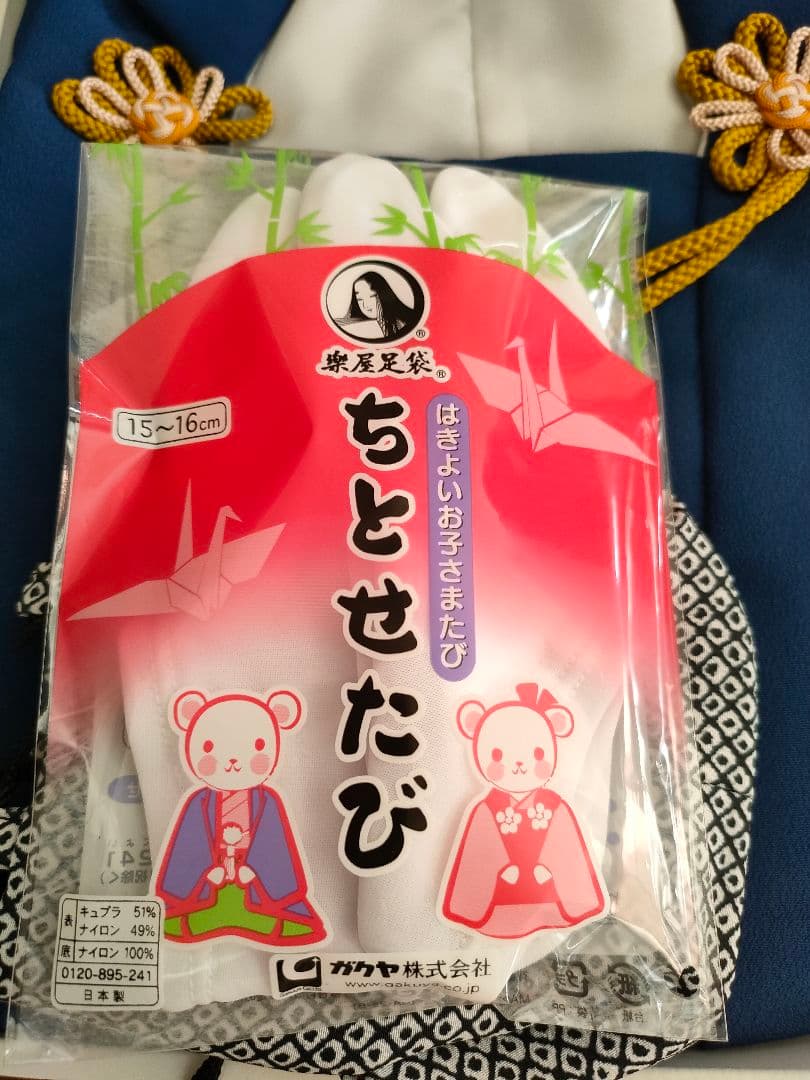 樂屋足袋®
15~16cm
はきよいお子さまたび
ちとせたび
表 キュプラ 51%
ナイロン 49%
底 ナイロン 100%
0120-895-241
日本製
ガクヤ株式会社
www.gakuya.co.jp